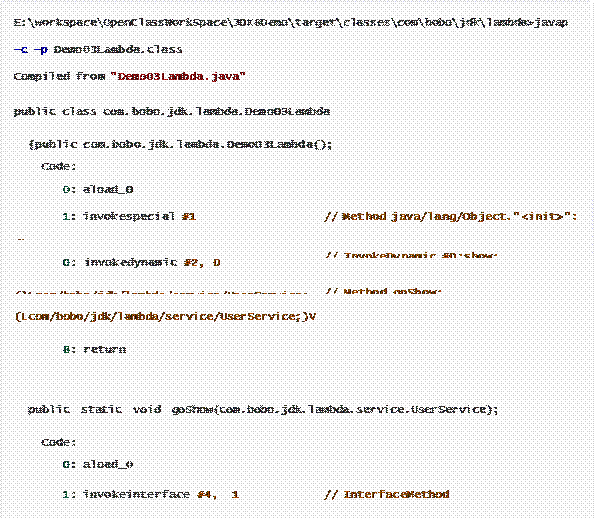 E:\workspace\OpenClassWorkSpace\JDK8Demo\target\classes\com\bobo\jdk\lambda>javap
-c -p Demo03Lambda.class
Compiled from "Demo03Lambda.java"
public class com.bobo.jdk.lambda.Demo03Lambda
{public com.bobo.jdk.lambda.Demo03Lambda();
Code:
0: aload_0
1: invokespecial #1 // Method java/lang/Object."<init>":
0: invokedynamic #2, 0 // InvokeDynamic #0:show:
// Method goShow:
(Lcom/bobo/jdk/lambda/service/UserService;)V
8: return
public static void goShow(com.bobo.jdk.lambda.service.UserService);
Code:
0: aload_0
1: invokeinterface #4, 1 // InterfaceMethod